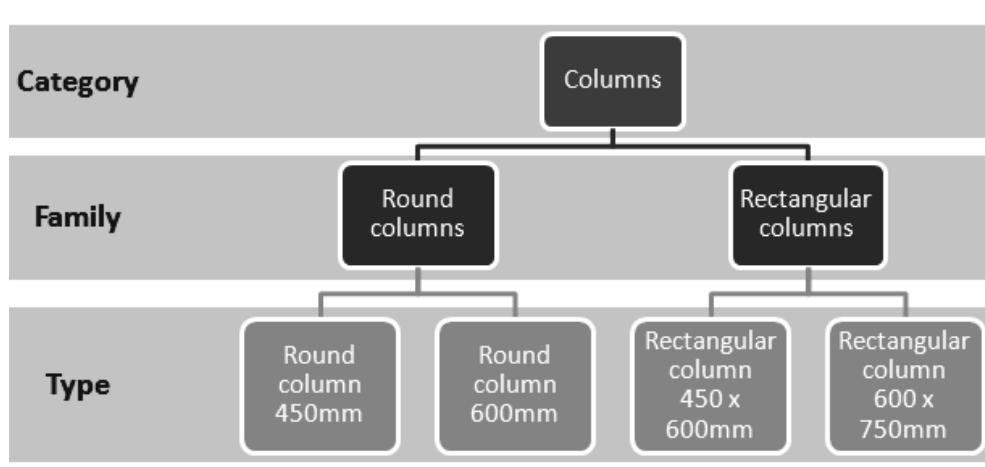 Category
Columns
Family
Round
columns
Rectangular
columns
Type
Round
column
450mm
Round
column
600mm
Rectangular
column
450 x
600mm
Rectangular
column
600 x
750mm